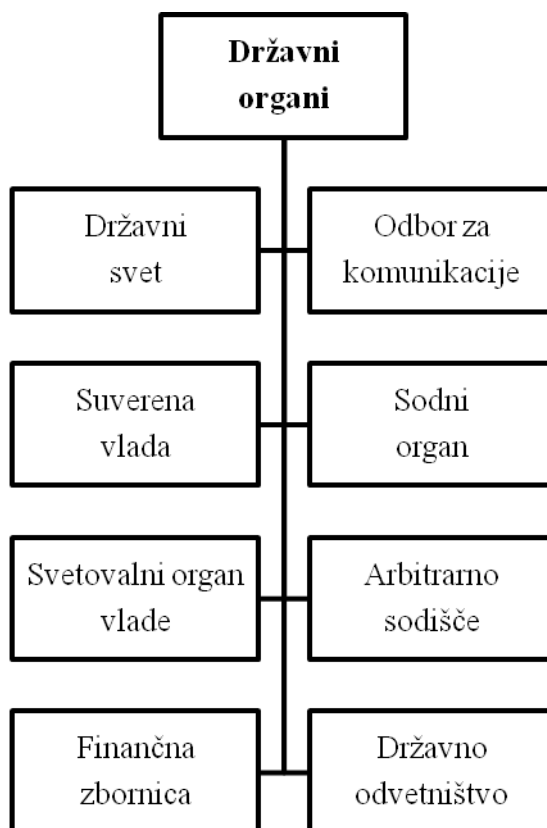 Državni
organi
Državni
svet
Odbor za
komunikacije
Suverena
vlada
Sodni
organ
Svetovalni organ
vlade
Arbitrarno
sodišče
Finančna
zbornica
Državno
odvetništvo